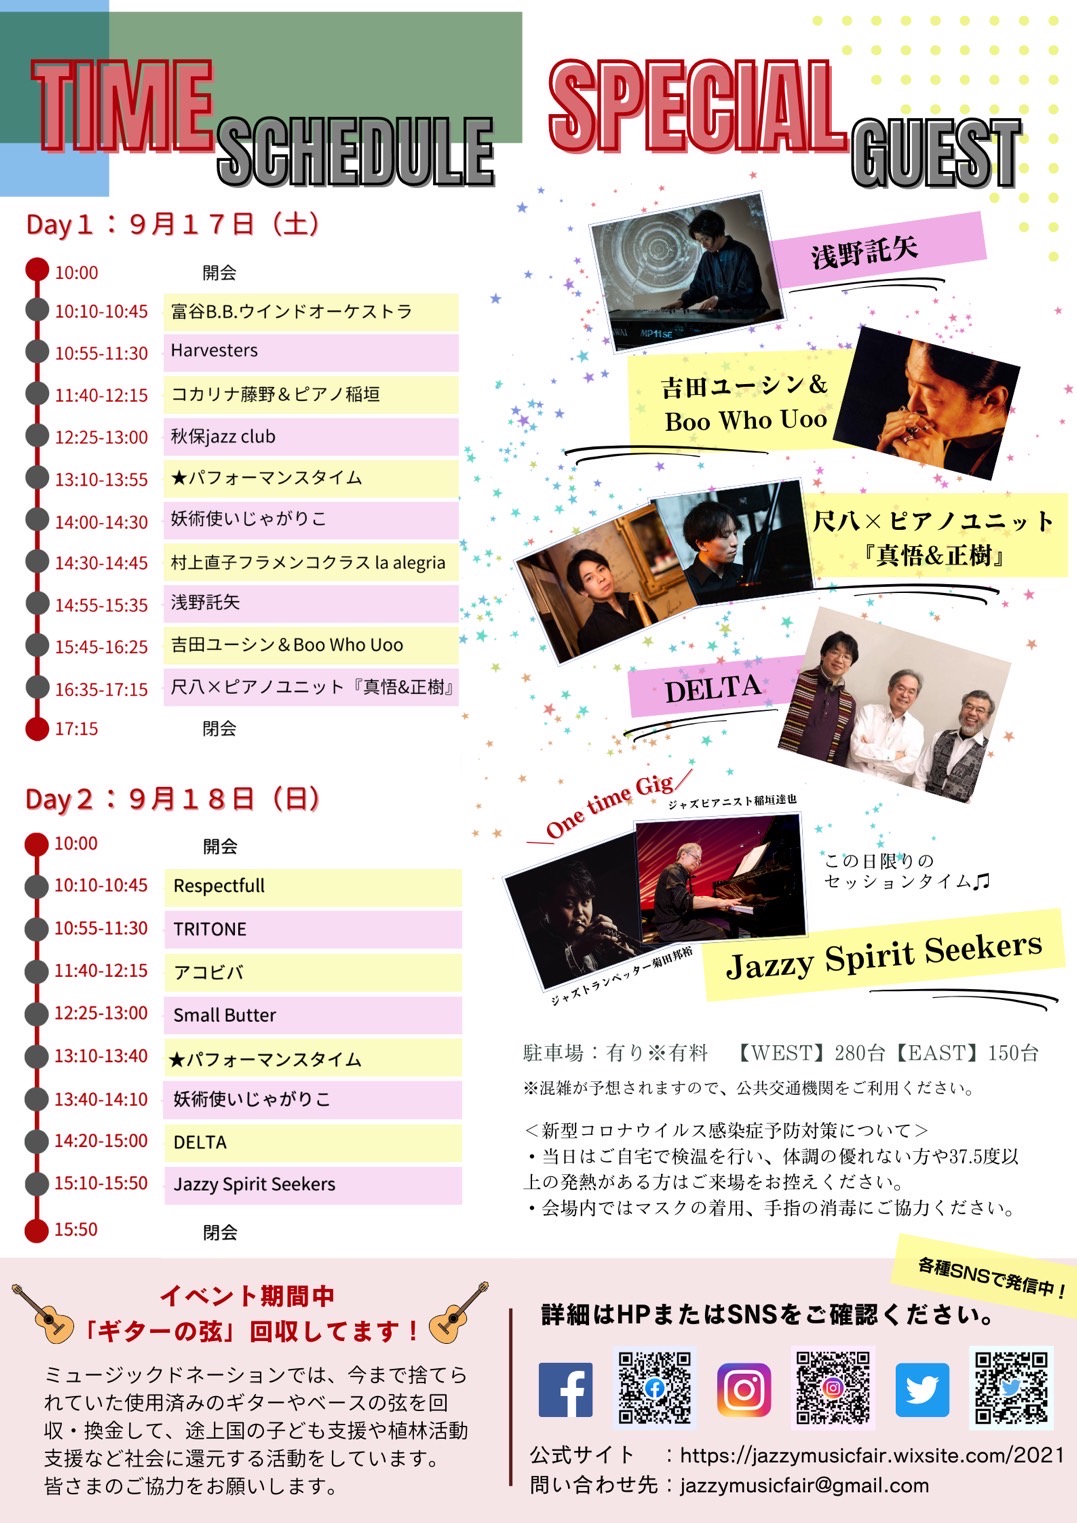 TIME
SCHEDULE
Day１：９月１７日（土）
10:00 開会
10:10-10:45 富谷B.B.ウインドオーケストラ
10:55-11:30 Harvesters
11:40-12:15 コカリナ藤野＆ピアノ稲垣
12:25-13:00 秋保jazz club
13:10-13:55 ★パフォーマンスタイム
14:00-14:30 妖術使いじゃがりこ
14:30-14:45 村上直子フラメンコクラス la alegria
14:55-15:35 浅野託矢
15:45-16:25 吉田ユーシン＆Boo Who Uoo
16:35-17:15 尺八×ピアノユニット『真悟&正樹』
17:15 閉会
Day２：９月１８日（日）
10:00 開会
10:10-10:45 Respectfull
10:55-11:30 TRITONE
11:40-12:15 アコビバ
12:25-13:00 Small Butter
13:10-13:40 ★パフォーマンスタイム
13:40-14:10 妖術使いじゃがりこ
14:20-15:00 DELTA
15:10-15:50 Jazzy Spirit Seekers
15:50 閉会
SPECIAL
GUEST
KAWAI MP11SE
浅野託矢
吉田ユーシン＆
Boo Who Uoo
尺八×ピアノユニット
『真悟&正樹』
DELTA
＼One time Gig／
ジャズピアニスト稲垣達也
この日限りの
セッションタイム♫
ジャズトランペッター菊田邦裕
Jazzy Spirit Seekers
駐車場：有り※有料　【WEST】280台【EAST】150台
※混雑が予想されますので、公共交通機関をご利用ください。
＜新型コロナウイルス感染症予防対策について＞
・当日はご自宅で検温を行い、体調の優れない方や37.5度以
上の発熱がある方はご来場をお控えください。
・会場内ではマスクの着用、手指の消毒にご協力ください。
イベント期間中
「ギターの弦」回収してます！
ミュージックドネーションでは、今まで捨てら
れていた使用済みのギターやベースの弦を回
収・換金して、途上国の子ども支援や植林活動
支援など社会に還元する活動をしています。
皆さまのご協力をお願いします。
各種SNSで発信中！
詳細はHPまたはSNSをご確認ください。
公式サイト　：https://jazzymusicfair.wixsite.com/2021
問い合わせ先：jazzymusicfair@gmail.com